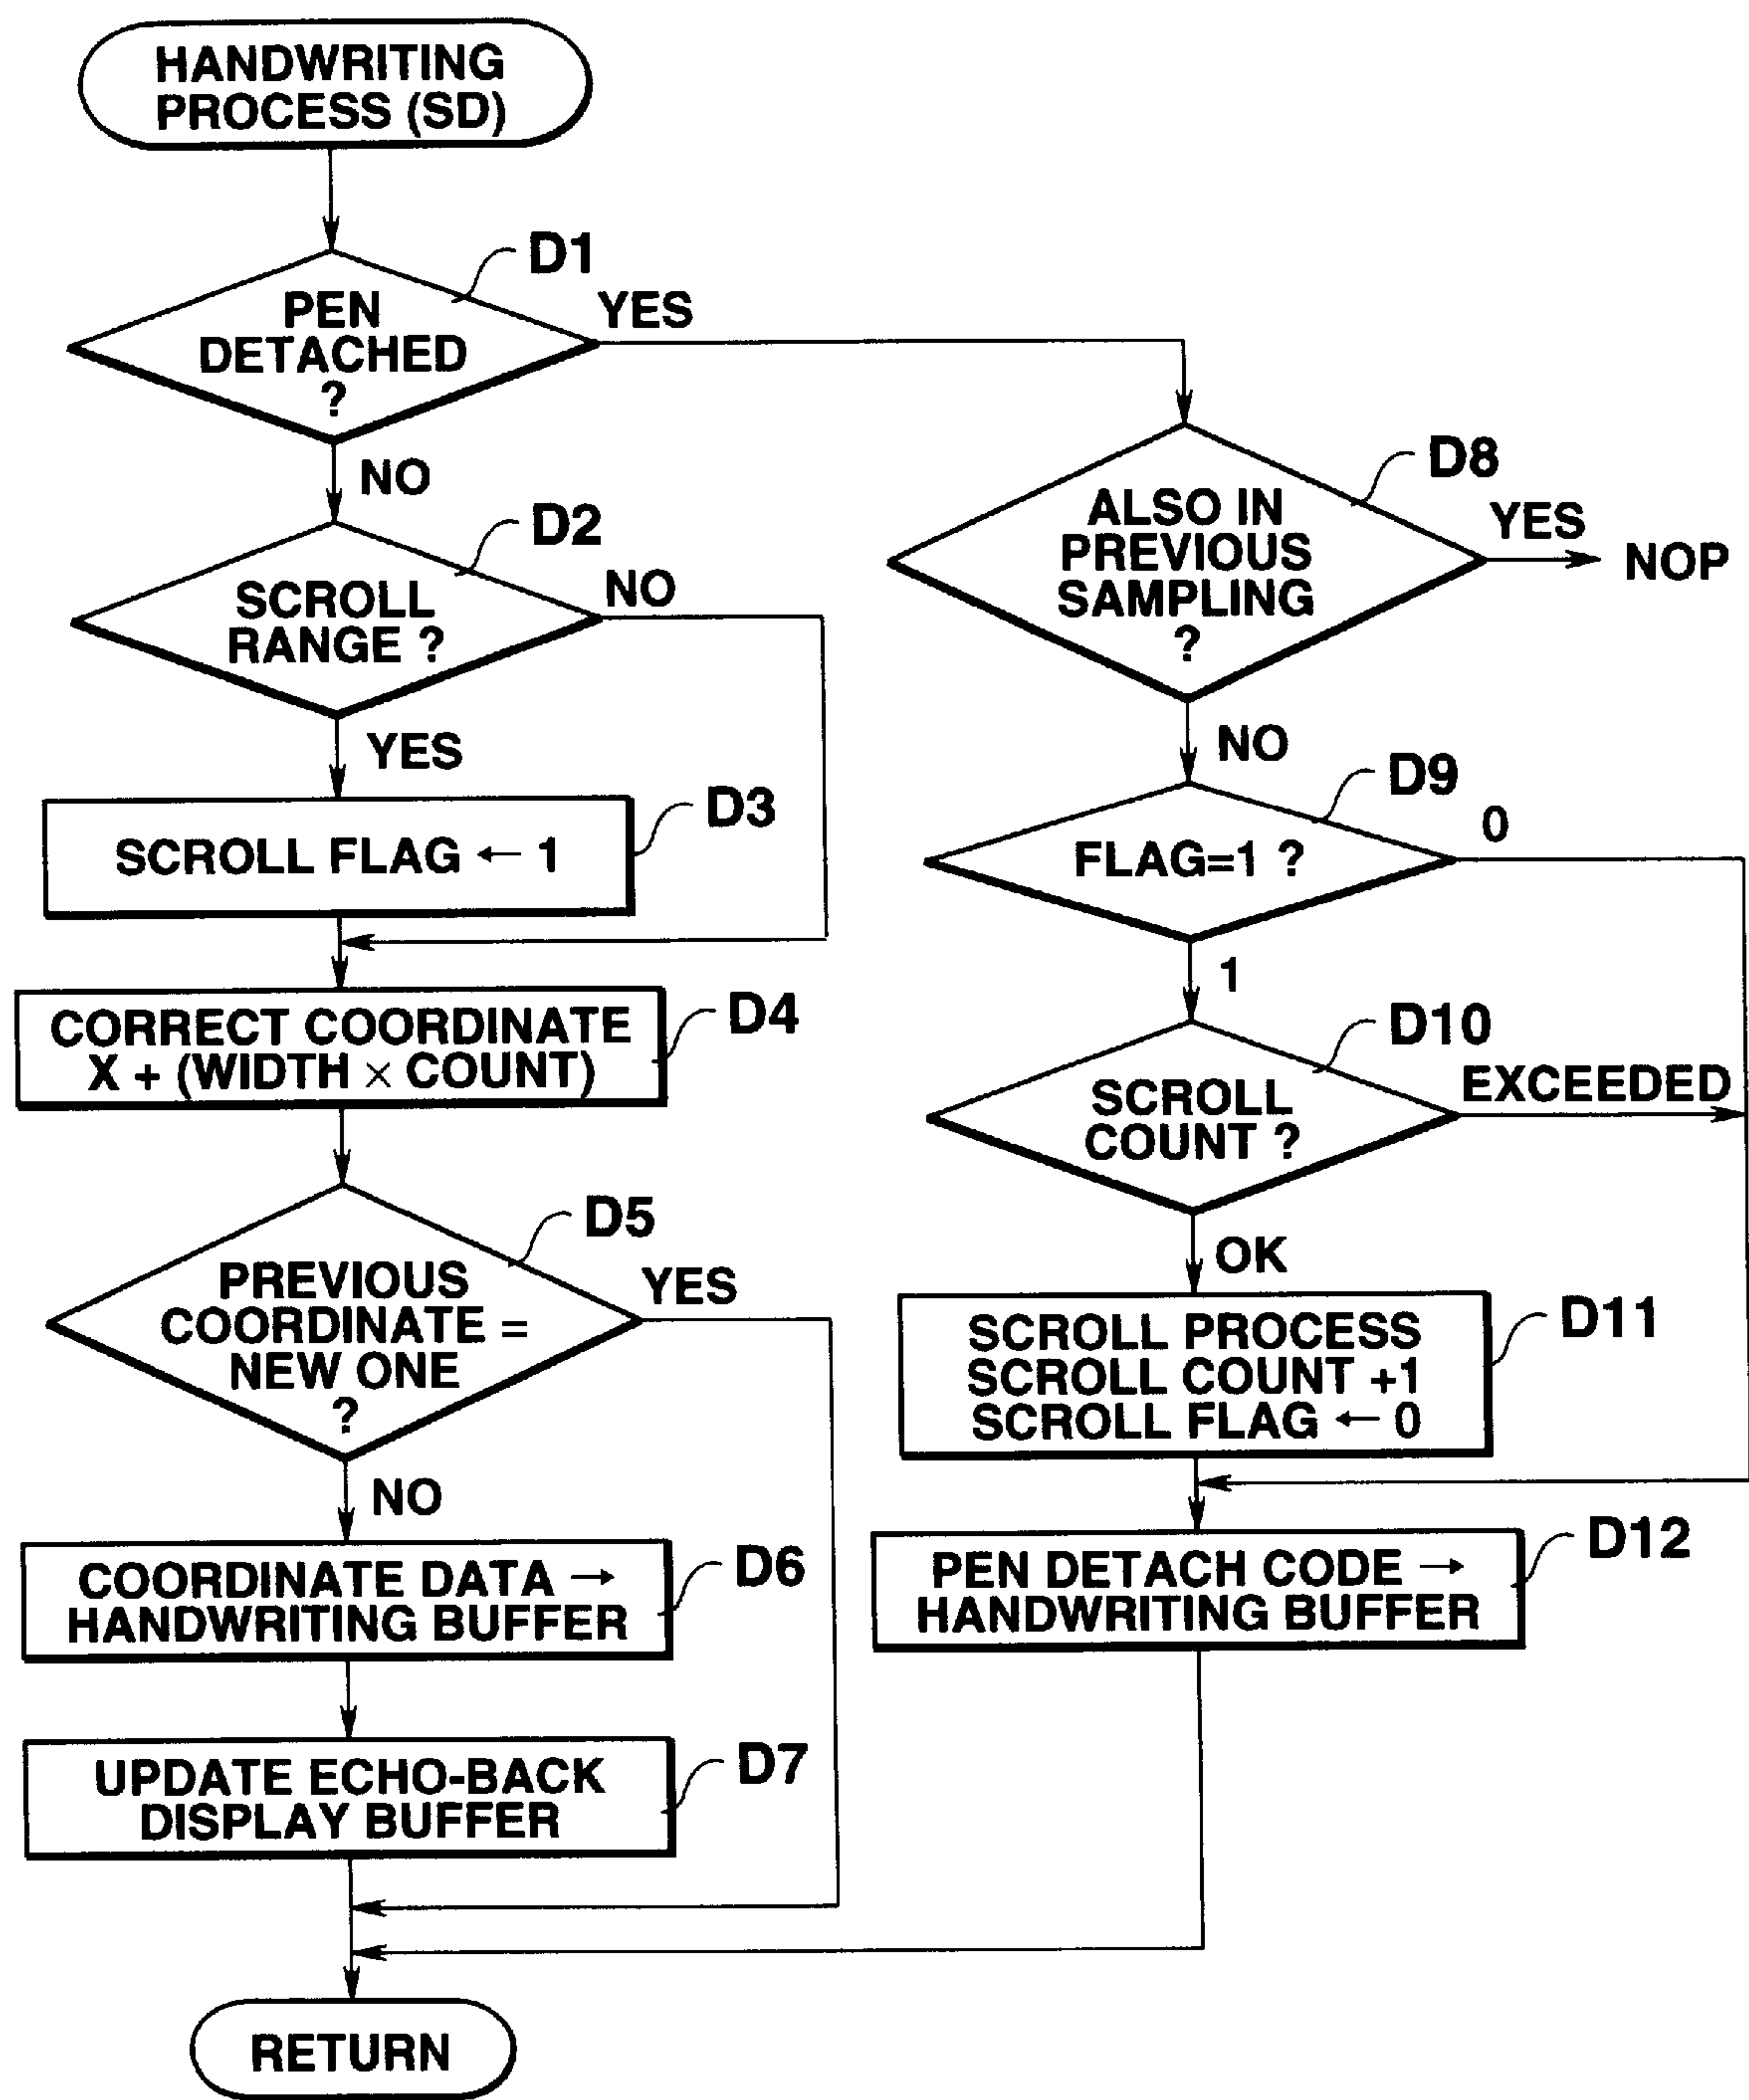 HANDWRITING
PROCESS (SD)
D1
PEN
DETACHED
?
YES
NO
D2
SCROLL
RANGE ?
NO
YES
D3
SCROLL FLAG ← 1
D4
CORRECT COORDINATE
X + (WIDTH × COUNT)
D5
PREVIOUS
COORDINATE =
NEW ONE
?
YES
NO
D6
COORDINATE DATA →
HANDWRITING BUFFER
D7
UPDATE ECHO-BACK
DISPLAY BUFFER
RETURN
D8
ALSO IN
PREVIOUS
SAMPLING
?
YES
NOP
NO
D9
FLAG=1 ?
0
1
D10
SCROLL
COUNT ?
EXCEEDED
OK
D11
SCROLL PROCESS
SCROLL COUNT +1
SCROLL FLAG ← 0
D12
PEN DETACH CODE →
HANDWRITING BUFFER